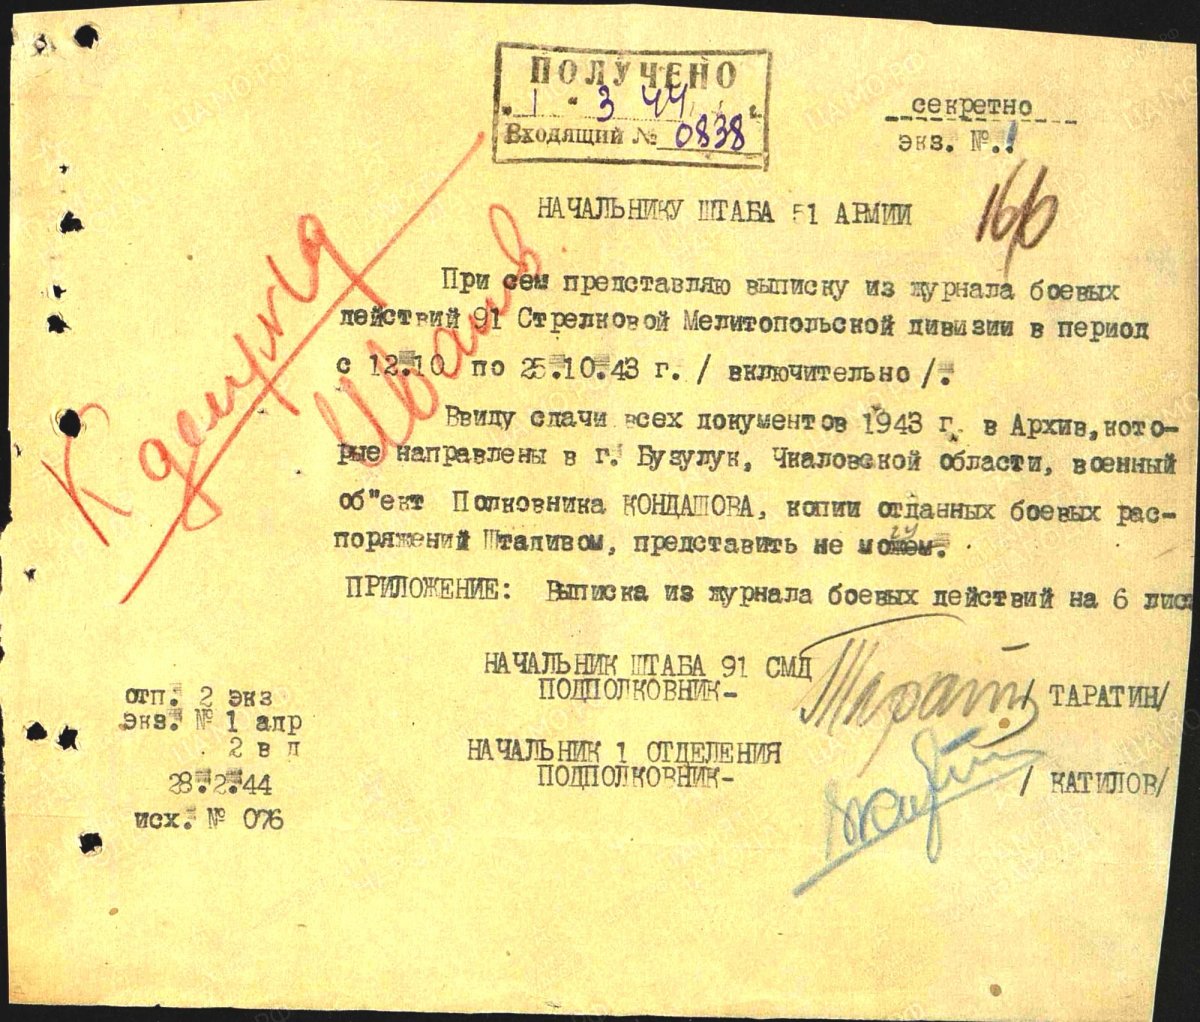 ПОЛУЧЕНО
"1" 3 44 г.
Входящий № 0838
секретно
экз. №.1
НАЧАЛЬНИКУ ШТАБА 51 АРМИИ
При сем представляю выписку из журнала боевых
действий 91 Стрелковой Мелитопольской дивизии в период
с 12.10 по 25.10.43 г. / включительно /.
Ввиду сдачи всех документов 1943 г. в Архив, кото-
рые направлены в г. Бузулук, Чкаловской области, военный
об"ект Полковника КОНДАШОВА, копии отданных боевых рас-
поряжений Штадивом, представить не можем.
ПРИЛОЖЕНИЕ: Выписка из журнала боевых действий на 6 лис
НАЧАЛЬНИК ШТАБА 91 СМД
ПОДПОЛКОВНИК- / ТАРАТИН/
НАЧАЛЬНИК 1 ОТДЕЛЕНИЯ
ПОДПОЛКОВНИК- / КАТИЛОВ/
отп. 2 экз
экз. № 1 адр
2 в д
28.2.44
исх. № 076